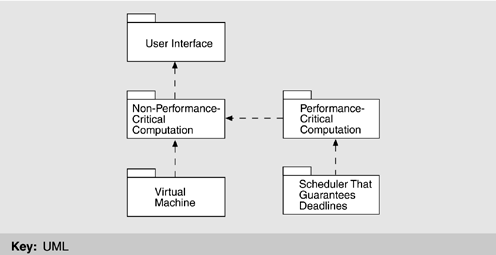 User Interface
Non-Performance-
Critical
Computation
Performance-
Critical
Computation
Virtual
Machine
Scheduler That
Guarantees
Deadlines
Key: UML